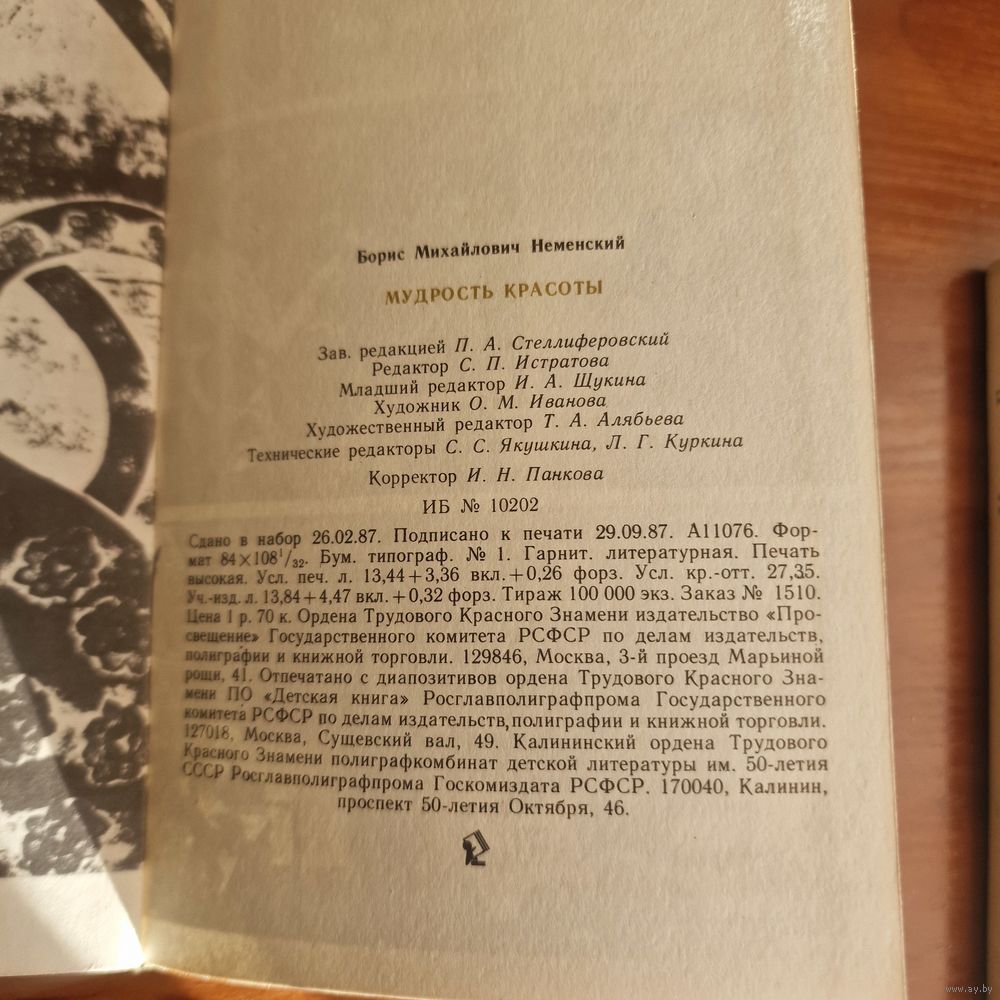 Борис Михайлович Неменский
МУДРОСТЬ КРАСОТЫ
Зав. редакцией П. А. Стеллиферовский
Редактор С. П. Истратова
Младший редактор И. А. Щукина
Художник О. М. Иванова
Художественный редактор Т. А. Алябьева
Технические редакторы С. С. Якушкина, Л. Г. Куркина
Корректор И. Н. Панкова
ИБ № 10202
Сдано в набор 26.02.87. Подписано к печати 29.09.87. А11076. Фор-
мат 84×108¹/₃₂. Бум. типограф. № 1. Гарнит. литературная. Печать
высокая. Усл. печ. л. 13,44+3,36 вкл.+0,26 форз. Усл. кр.-отт. 27,35.
Уч.-изд. л. 13,84+4,47 вкл.+0,32 форз. Тираж 100 000 экз. Заказ № 1510.
Цена 1 р. 70 к. Ордена Трудового Красного Знамени издательство «Про-
свещение» Государственного комитета РСФСР по делам издательств,
полиграфии и книжной торговли. 129846, Москва, 3-й проезд Марьиной
рощи, 41. Отпечатано с диапозитивов ордена Трудового Красного Зна-
мени ПО «Детская книга» Росглавполиграфпрома Государственного
комитета РСФСР по делам издательств, полиграфии и книжной торговли.
127018, Москва, Сущевский вал, 49. Калининский ордена Трудового
Красного Знамени полиграфкомбинат детской литературы им. 50-летия
СССР Росглавполиграфпрома Госкомиздата РСФСР. 170040, Калинин,
проспект 50-летия Октября, 46.
www.ay.by